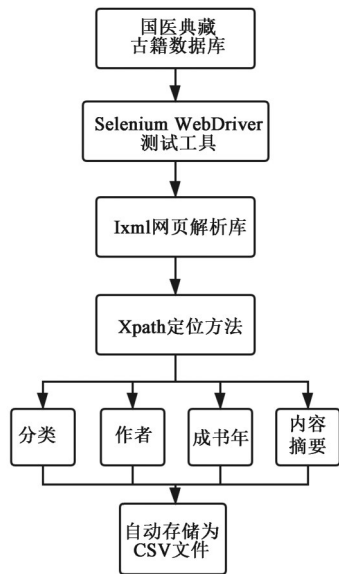 国医典藏
古籍数据库
Selenium WebDriver
测试工具
Ixml网页解析库
Xpath定位方法
分类
作者
成书年
内容
摘要
自动存储为
CSV文件